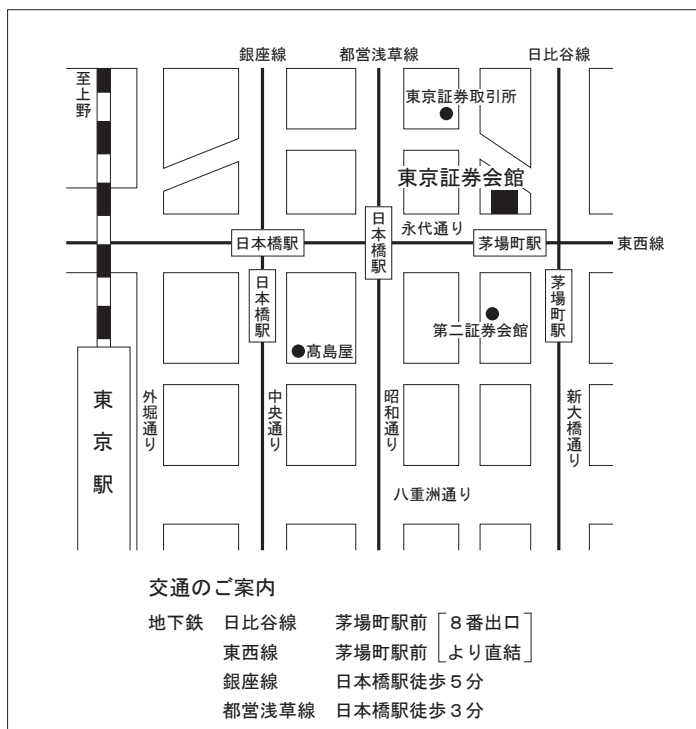 銀座線
都営浅草線
日比谷線
至上野
東京証券取引所
東京証券会館
永代通り
日本橋駅
日本橋駅
茅場町駅
東西線
日本橋駅
茅場町駅
第二証券会館
髙島屋
東京駅
外堀通り
中央通り
昭和通り
新大橋通り
八重洲通り
交通のご案内
地下鉄 日比谷線 茅場町駅前 8番出口
東西線 茅場町駅前 より直結
銀座線 日本橋駅徒歩5分
都営浅草線 日本橋駅徒歩3分